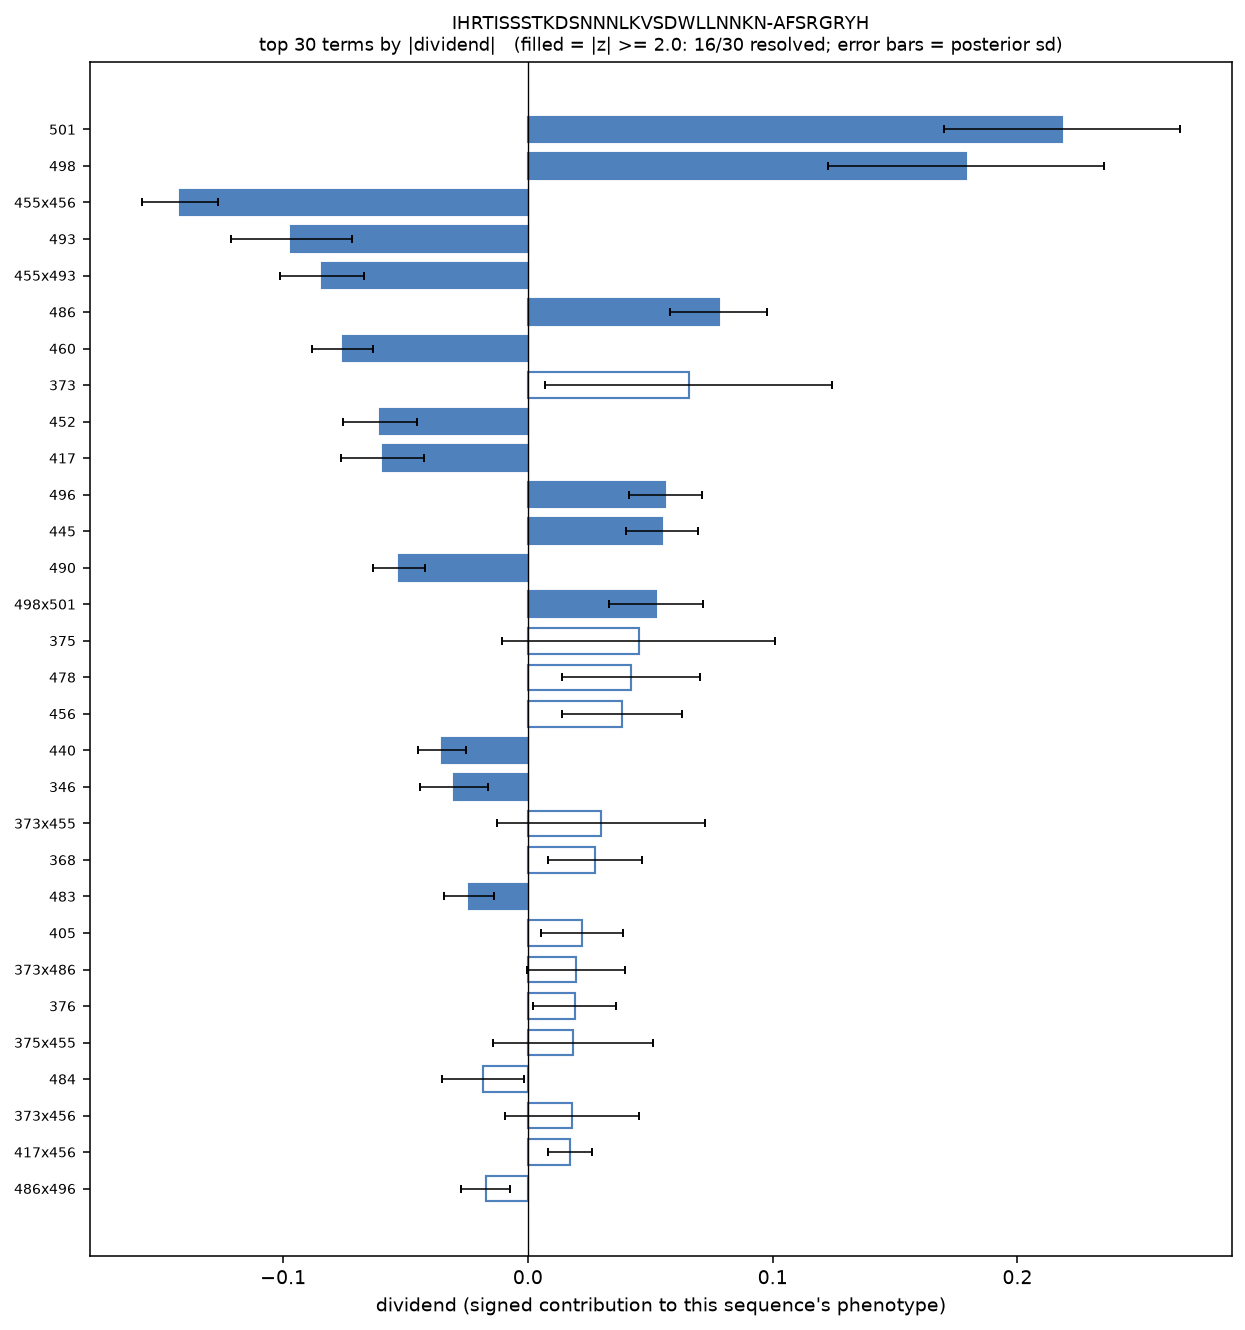 IHRTISSSTKDSNNNLKVSDWLLNNKN-AFSRGRYH
top 30 terms by |dividend|   (filled = |z| >= 2.0: 16/30 resolved; error bars = posterior sd)
501
498
455x456
493
455x493
486
460
373
452
417
496
445
490
498x501
375
478
456
440
346
373x455
368
483
405
373x486
376
375x455
484
373x456
417x456
486x496
−0.1 0.0 0.1 0.2
dividend (signed contribution to this sequence's phenotype)